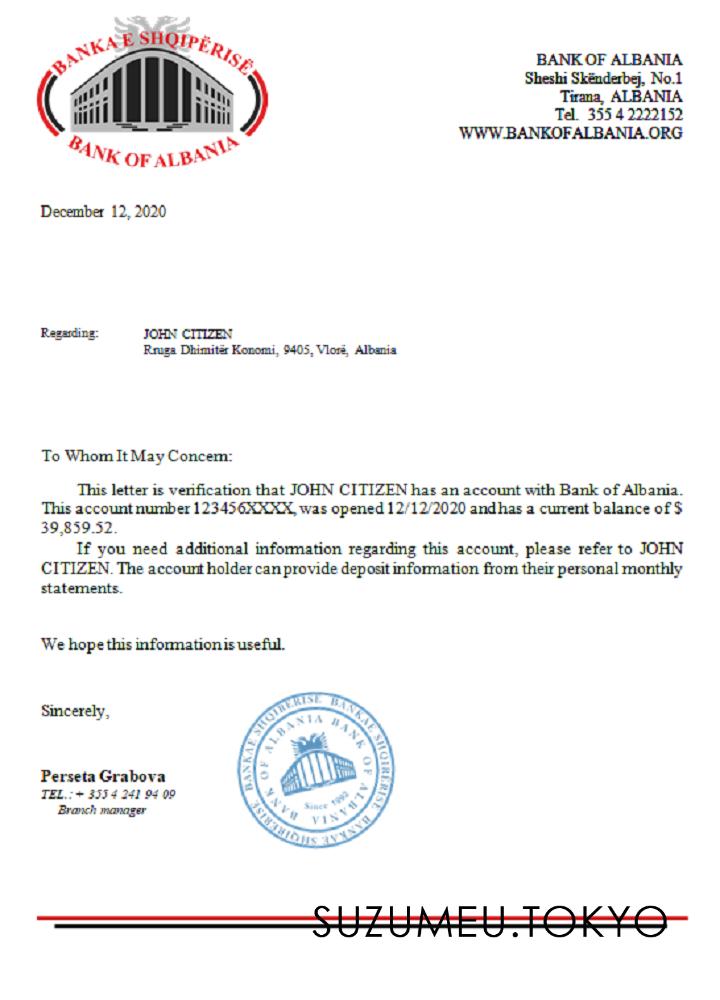 BANKA E SHQIPËRISË
BANK OF ALBANIA
BANK OF ALBANIA
Sheshi Skënderbej, No.1
Tirana, ALBANIA
Tel. 355 4 2222152
WWW.BANKOFALBANIA.ORG
December 12, 2020
Regarding: JOHN CITIZEN
Rruga Dhimitër Konomi, 9405, Vlorë, Albania
To Whom It May Concern:
This letter is verification that JOHN CITIZEN has an account with Bank of Albania.
This account number 123456XXXX, was opened 12/12/2020 and has a current balance of $
39,859.52.
If you need additional information regarding this account, please refer to JOHN
CITIZEN. The account holder can provide deposit information from their personal monthly
statements.
We hope this information is useful.
Sincerely,
Perseta Grabova
TEL.: + 355 4 241 94 09
Branch manager
BANKAE SHQIBERISE BANKAE SHQIBERISE BANKAE SHQIBERISE
BANK OF ALBANIA BANK OF ALBANIA
Since 1992
SUZUMEU.TOKYO